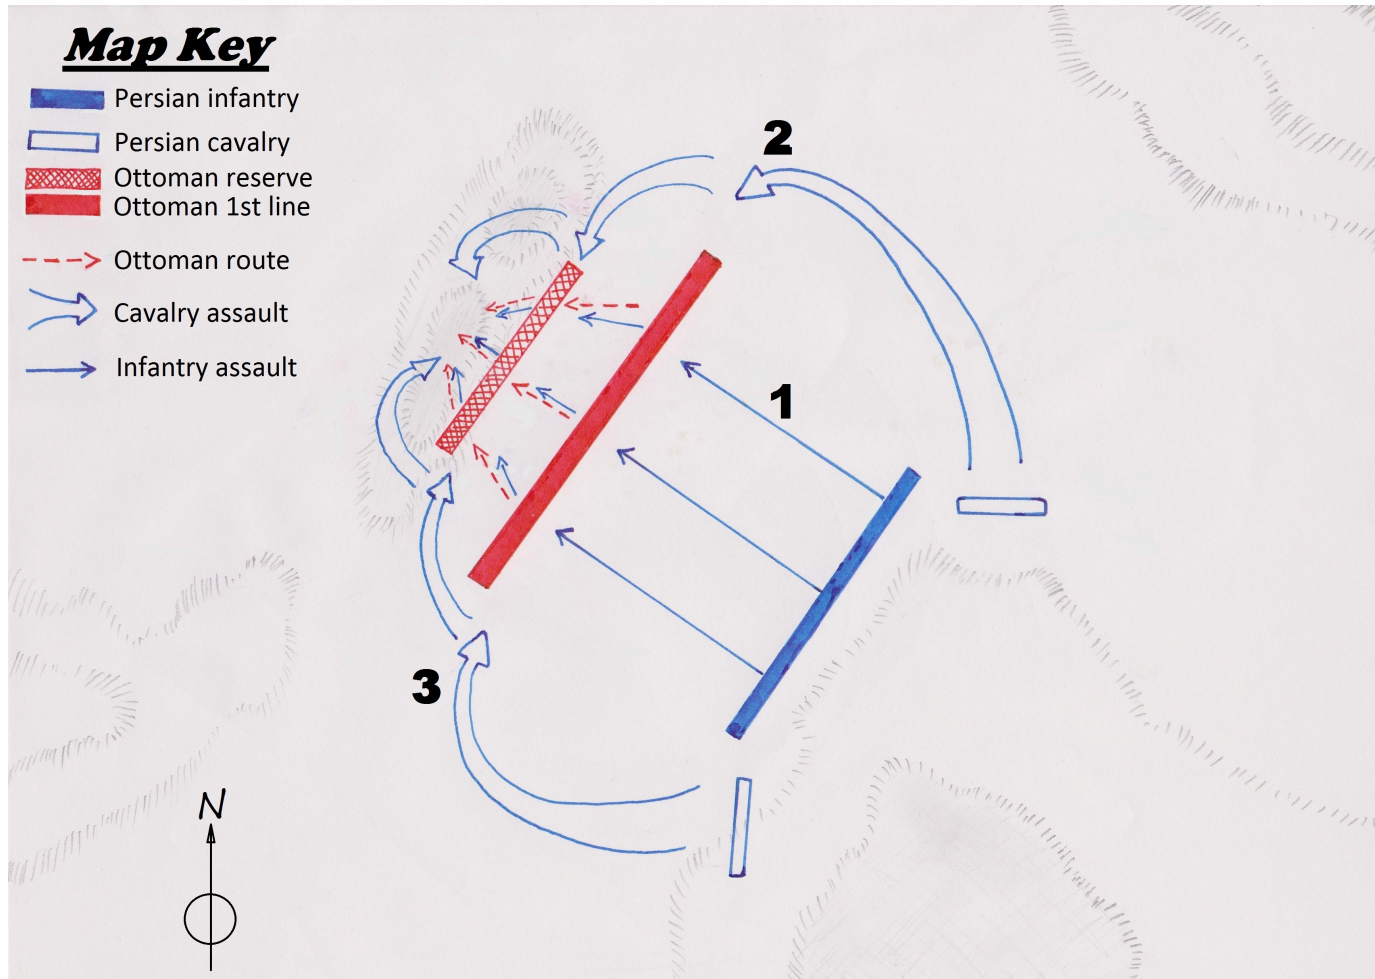 Map Key
Persian infantry
Persian cavalry
Ottoman reserve
Ottoman 1st line
Ottoman route
Cavalry assault
Infantry assault
2
1
3
N